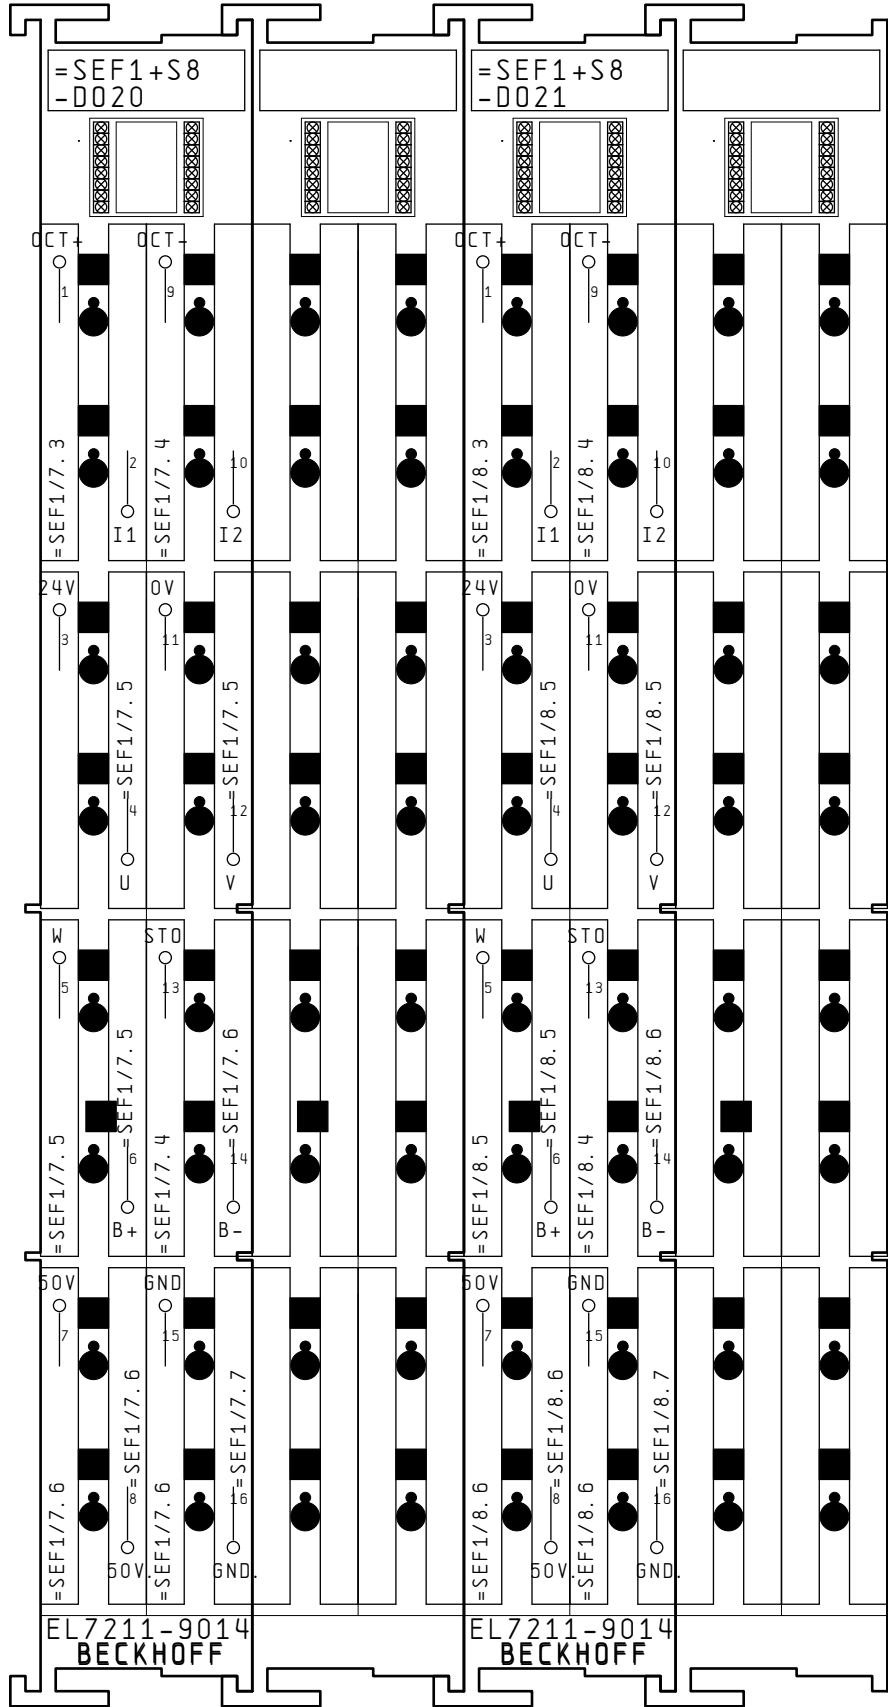 =SEF1+S8
-DO20
=SEF1+S8
-DO21
OCT+
OCT-
OCT+
OCT-
1
9
1
9
=SEF1/7.3
=SEF1/7.4
=SEF1/8.3
=SEF1/8.4
2
10
2
10
I1
I2
I1
I2
24V
0V
24V
0V
3
11
3
11
=SEF1/7.5
=SEF1/7.5
=SEF1/8.5
=SEF1/8.5
4
12
4
12
U
V
U
V
W
STO
W
STO
5
13
5
13
=SEF1/7.5
=SEF1/7.6
=SEF1/8.5
=SEF1/8.6
=SEF1/7.5
=SEF1/7.4
=SEF1/8.5
=SEF1/8.4
6
14
6
14
B+
B-
B+
B-
50V
GND
50V
GND
7
15
7
15
=SEF1/7.6
=SEF1/7.7
=SEF1/8.6
=SEF1/8.7
=SEF1/7.6
=SEF1/7.6
=SEF1/8.6
=SEF1/8.6
8
16
8
16
50V.
GND.
50V.
GND.
EL7211-9014
EL7211-9014
BECKHOFF
BECKHOFF